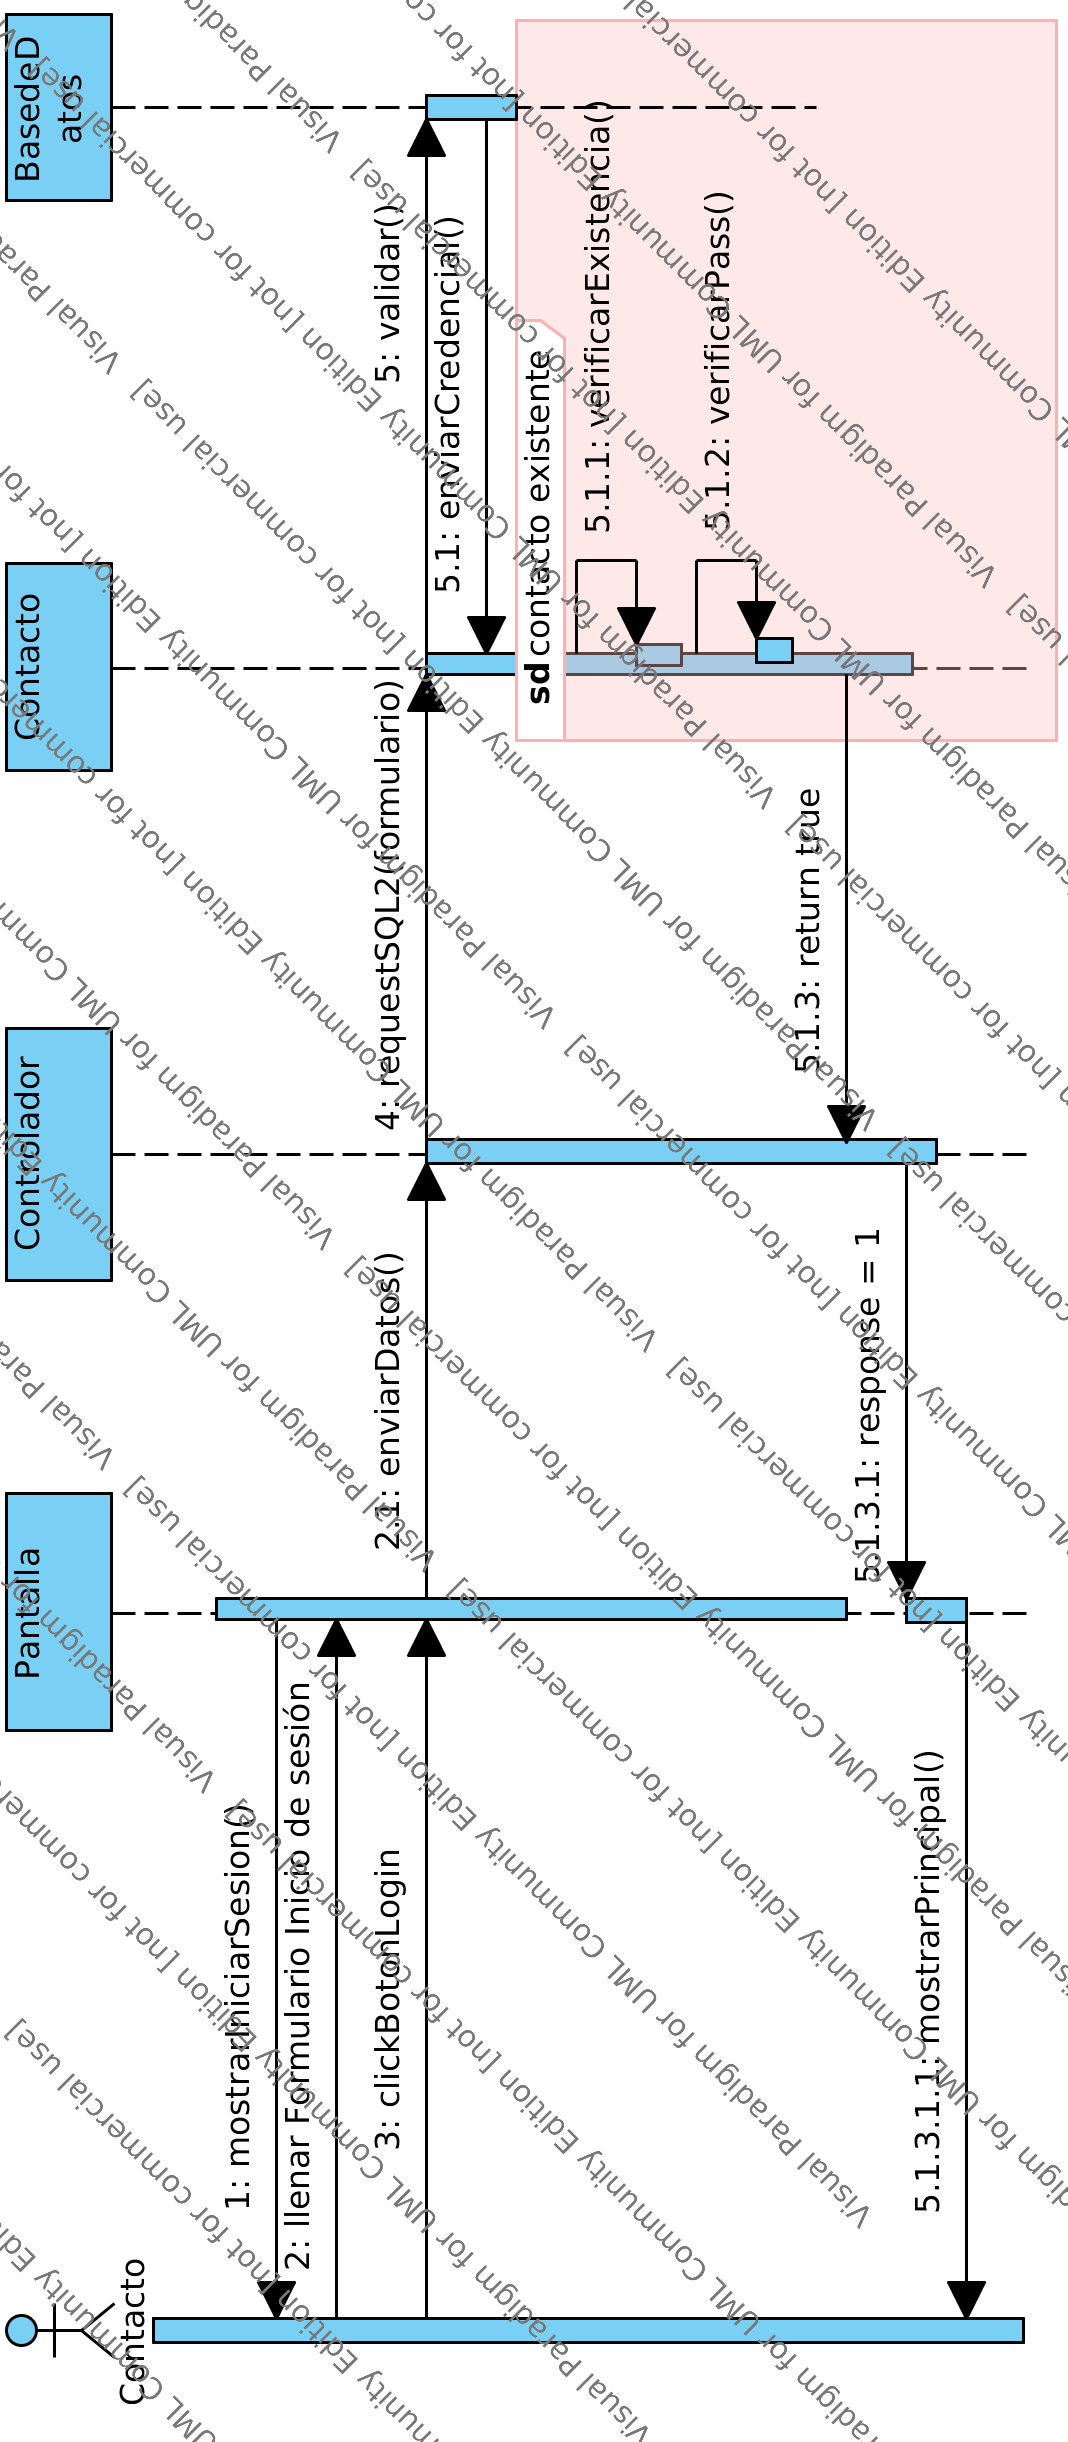 Contacto
Pantalla
Controlador
Contacto
BasedeD
atos
1: mostrarIniciarSesion()
2: llenar Formulario Inicio de sesión
3: clickBotonLogin
2.1: enviarDatos()
4: requestSQL2(formulario)
5: validar()
5.1: enviarCredencial()
sd contacto existente
5.1.1: verificarExistencia()
5.1.2: verificarPass()
5.1.3: return true
5.1.3.1: response = 1
5.1.3.1.1: mostrarPrincipal()
Visual Paradigm for UML Community Edition [not for commercial use]